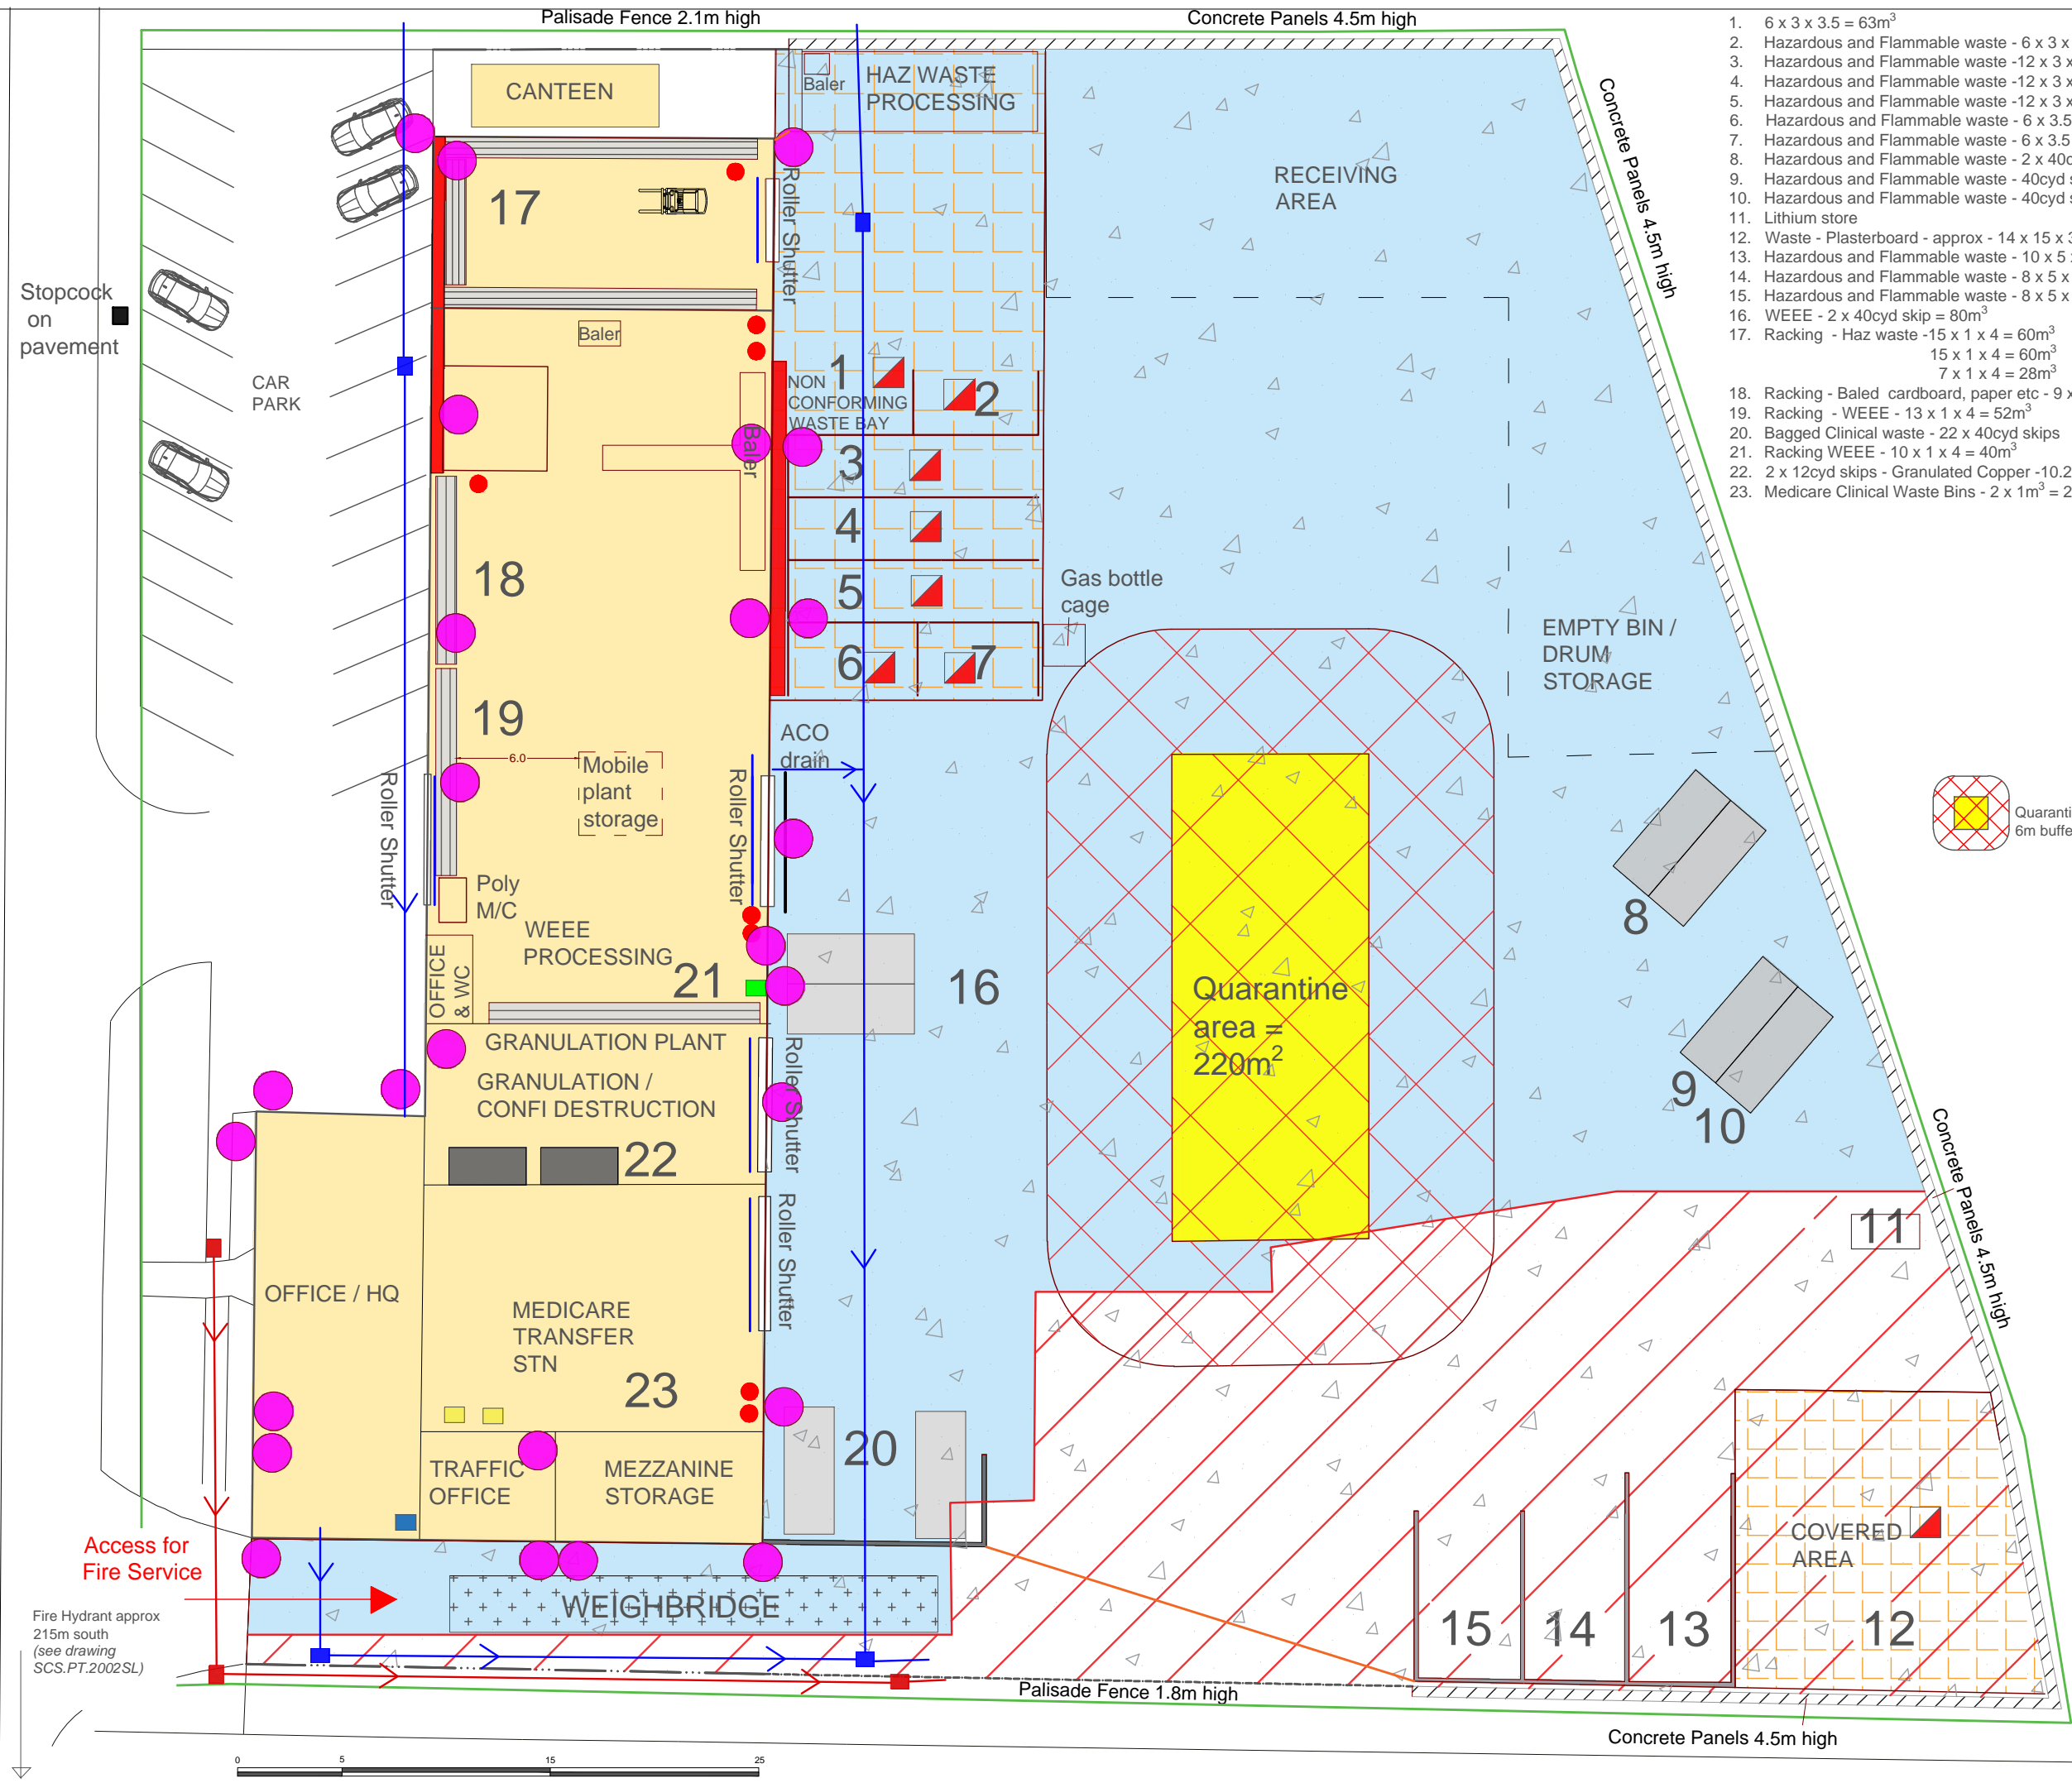 Palisade Fence 2.1m high
Concrete Panels 4.5m high
1. 6 x 3 x 3.5 = 63m³
2. Hazardous and Flammable waste - 6 x 3 x
3. Hazardous and Flammable waste -12 x 3 x
4. Hazardous and Flammable waste -12 x 3 x
5. Hazardous and Flammable waste -12 x 3 x
6. Hazardous and Flammable waste - 6 x 3.5
7. Hazardous and Flammable waste - 6 x 3.5
8. Hazardous and Flammable waste - 2 x 40c
9. Hazardous and Flammable waste - 40cyd s
10. Hazardous and Flammable waste - 40cyd s
11. Lithium store
12. Waste - Plasterboard - approx - 14 x 15 x 3
13. Hazardous and Flammable waste - 10 x 5
14. Hazardous and Flammable waste - 8 x 5 x
15. Hazardous and Flammable waste - 8 x 5 x
16. WEEE - 2 x 40cyd skip = 80m³
17. Racking - Haz waste -15 x 1 x 4 = 60m³
15 x 1 x 4 = 60m³
7 x 1 x 4 = 28m³
18. Racking - Baled cardboard, paper etc - 9 x
19. Racking - WEEE - 13 x 1 x 4 = 52m³
20. Bagged Clinical waste - 22 x 40cyd skips
21. Racking WEEE - 10 x 1 x 4 = 40m³
22. 2 x 12cyd skips - Granulated Copper -10.2
23. Medicare Clinical Waste Bins - 2 x 1m³ = 2
CANTEEN
Baler
HAZ WASTE
PROCESSING
Concrete Panels 4.5m high
RECEIVING
AREA
17
Roller Shutter
Stopcock
on
pavement
CAR
PARK
Baler
1
NON
CONFORMING
WASTE BAY
2
Baler
3
4
5
6
7
Gas bottle
cage
18
19
EMPTY BIN /
DRUM
STORAGE
ACO
drain
6.0
Mobile
plant
storage
Roller Shutter
Roller Shutter
Quaranti
6m buffe
Poly
M/C
WEEE
PROCESSING
OFFICE
& WC
21
16
8
Quarantine
area =
220m²
9
10
GRANULATION PLANT
GRANULATION /
CONFI DESTRUCTION
22
Roller Shutter
Roller Shutter
Concrete Panels 4.5m high
11
OFFICE / HQ
MEDICARE
TRANSFER
STN
23
20
TRAFFIC
OFFICE
MEZZANINE
STORAGE
COVERED
AREA
Access for
Fire Service
WEIGHBRIDGE
15
14
13
12
Fire Hydrant approx
215m south
(see drawing
SCS.PT.2002SL)
Palisade Fence 1.8m high
Concrete Panels 4.5m high
0 5 15 25